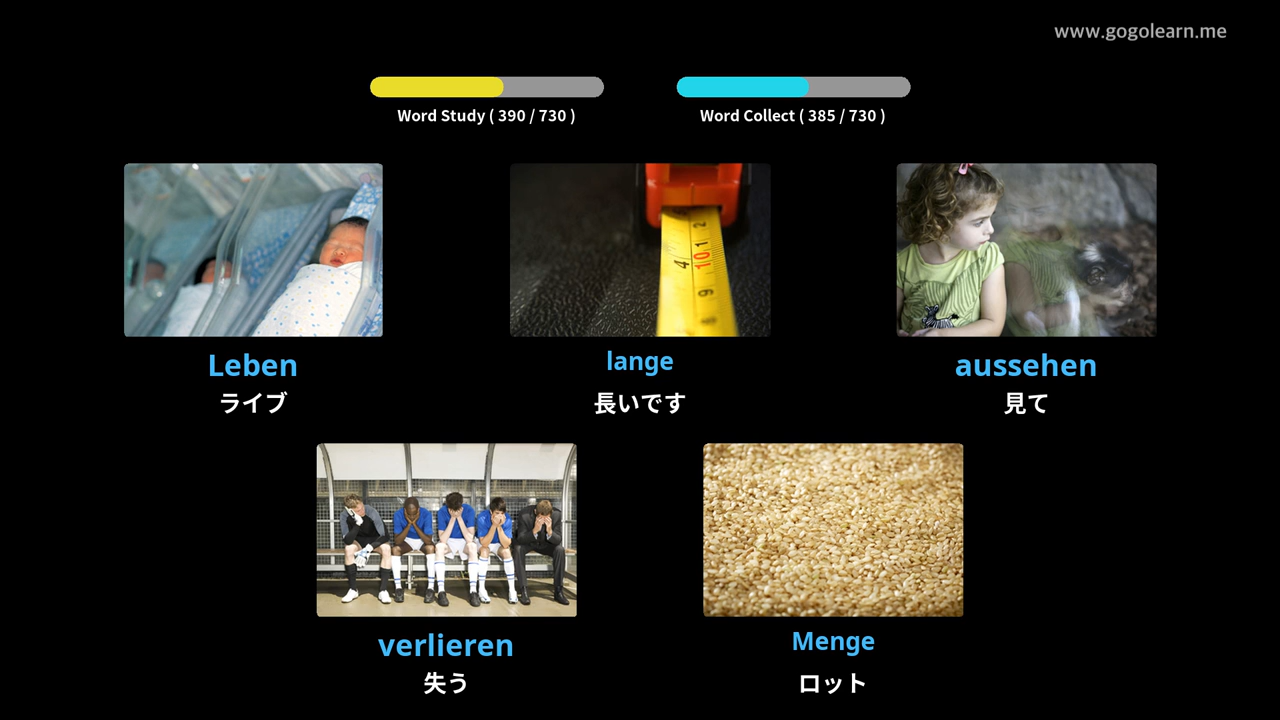 www.gogolearn.me
Word Study ( 390 / 730 )
Word Collect ( 385 / 730 )
Leben
ライブ
lange
長いです
aussehen
見て
verlieren
失う
Menge
ロット